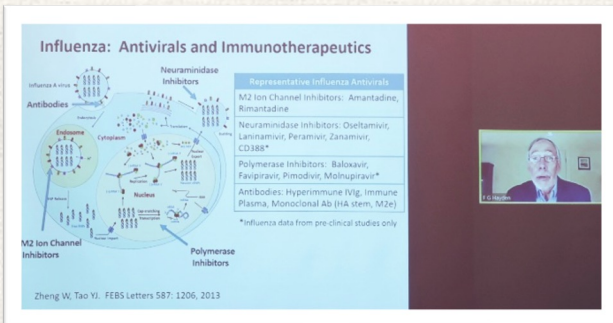 Influenza: Antivirals and Immunotherapeutics
Neuraminidase
Inhibitors
Influenza A virus
Antibodies
Endosome
Cytoplasm
Nucleus
M2 Ion Channel
Inhibitors
Polymerase
Inhibitors
Representative Influenza Antivirals
M2 Ion Channel Inhibitors: Amantadine,
Rimantadine
Neuraminidase Inhibitors: Oseltamivir,
Laninamivir, Peramivir, Zanamivir,
CD388*
Polymerase Inhibitors: Baloxavir,
Favipiravir, Pimodivir, Molnupiravir*
Antibodies: Hyperimmune IVIg, Immune
Plasma, Monoclonal Ab (HA stem, M2e)
*Influenza data from pre-clinical studies only
Zheng W, Tao YJ. FEBS Letters 587: 1206, 2013
F G Hayden